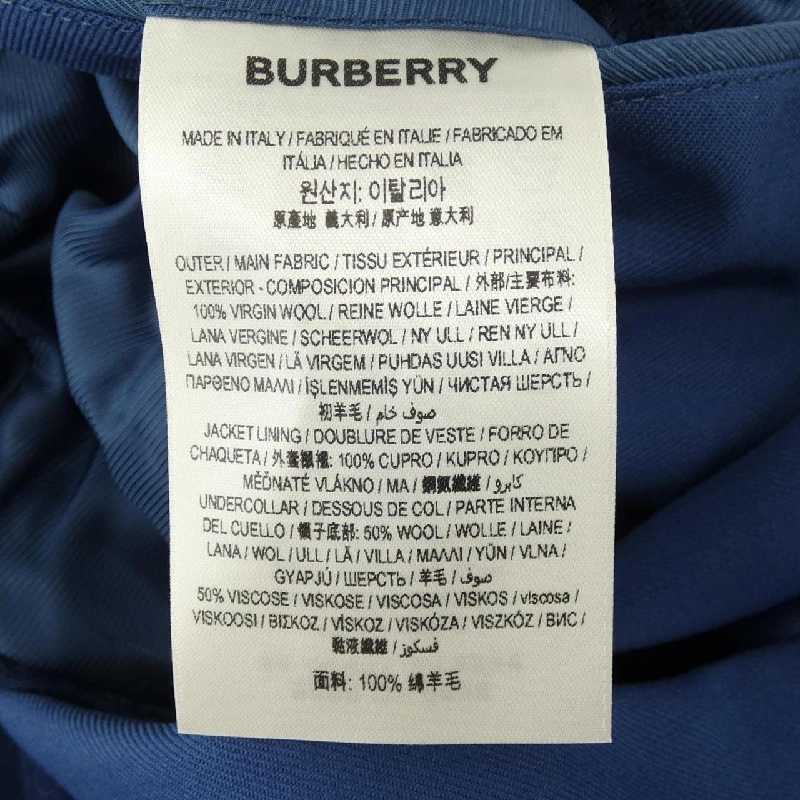 BURBERRY
MADE IN ITALY / FABRIQUÉ EN ITALIE / FABRICADO EM
ITÁLIA / HECHO EN ITALIA
원산지: 이탈리아
原產地 義大利 / 原产地 意大利
OUTER / MAIN FABRIC / TISSU EXTÉRIEUR / PRINCIPAL /
EXTERIOR - COMPOSICION PRINCIPAL / 外部/主要布料:
100% VIRGIN WOOL / REINE WOLLE / LAINE VIERGE /
LANA VERGINE / SCHEERWOL / NY ULL / REN NY ULL /
LANA VIRGEN / LÃ VIRGEM / PUHDAS UUSI VILLA / ΑΓΝΟ
ΠΑΡΘΕΝΟ ΜΑΛΛΙ / İŞLENMEMİŞ YÜN / ЧИСТАЯ ШЕРСТЬ /
初羊毛 / صوف خام /
JACKET LINING / DOUBLURE DE VESTE / FORRO DE
CHAQUETA / 外套襯裡: 100% CUPRO / KUPRO / ΚΟΥΠΡΟ /
MĚĎNATÉ VLÁKNO / MA / 銅氨纖維 / كابرو /
UNDERCOLLAR / DESSOUS DE COL / PARTE INTERNA
DEL CUELLO / 領子底部: 50% WOOL / WOLLE / LAINE /
LANA / WOL / ULL / LÃ / VILLA / ΜΑΛΛΙ / YÜN / VLNA /
GYAPJÚ / ШЕРСТЬ / 羊毛 / صوف /
50% VISCOSE / VISKOSE / VISCOSA / VISKOS / viscosa /
VISKOOSI / ΒΙΣΚΟΖ / VİSKOZ / VISKÓZA / VISZKÓZ / ВИС /
黏液纖維 / فسكوز /
面料: 100% 绵羊毛